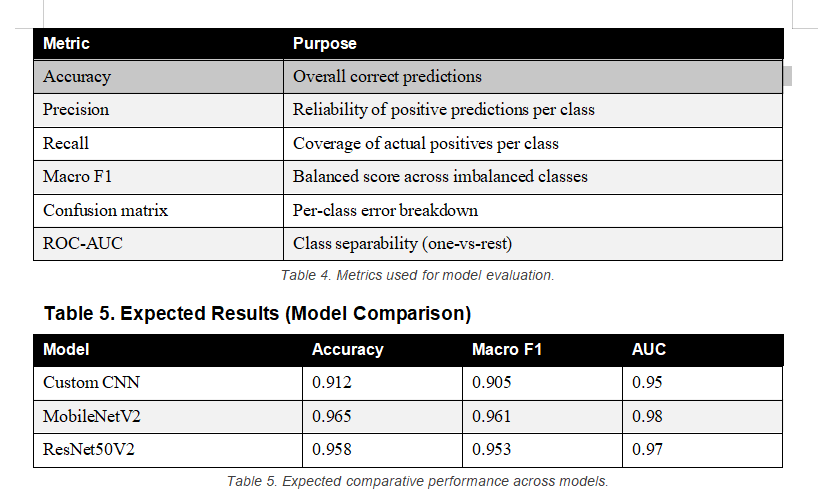 Metric Purpose
Accuracy Overall correct predictions
Precision Reliability of positive predictions per class
Recall Coverage of actual positives per class
Macro F1 Balanced score across imbalanced classes
Confusion matrix Per-class error breakdown
ROC-AUC Class separability (one-vs-rest)
Table 4. Metrics used for model evaluation.
Table 5. Expected Results (Model Comparison)
Model Accuracy Macro F1 AUC
Custom CNN 0.912 0.905 0.95
MobileNetV2 0.965 0.961 0.98
ResNet50V2 0.958 0.953 0.97
Table 5. Expected comparative performance across models.